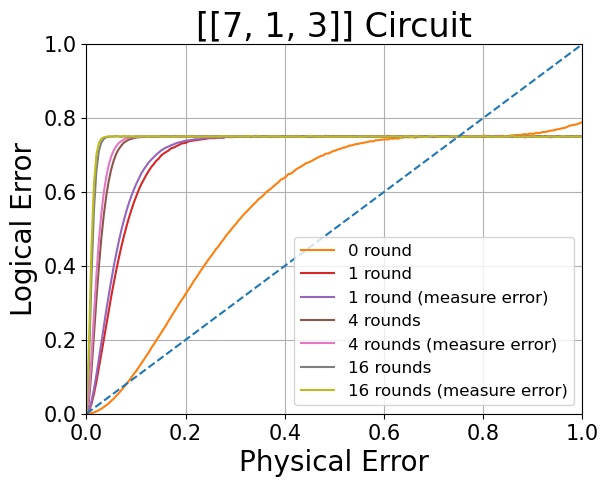 [[7, 1, 3]] Circuit
1.0
0.8
0.6
0.4
0.2
0.0
Logical Error
0 round
1 round
1 round (measure error)
4 rounds
4 rounds (measure error)
16 rounds
16 rounds (measure error)
0.0 0.2 0.4 0.6 0.8 1.0
Physical Error